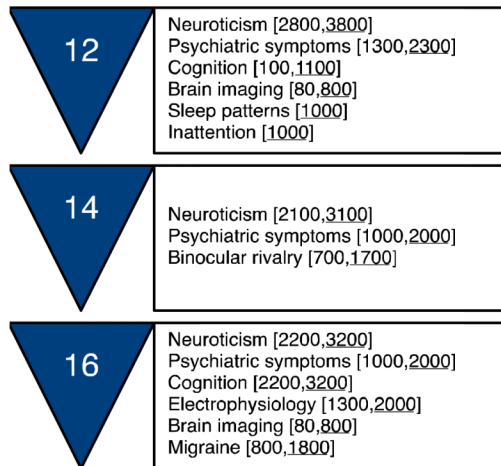 12
Neuroticism [2800,3800]
Psychiatric symptoms [1300,2300]
Cognition [100,1100]
Brain imaging [80,800]
Sleep patterns [1000]
Inattention [1000]
14
Neuroticism [2100,3100]
Psychiatric symptoms [1000,2000]
Binocular rivalry [700,1700]
16
Neuroticism [2200,3200]
Psychiatric symptoms [1000,2000]
Cognition [2200,3200]
Electrophysiology [1300,2000]
Brain imaging [80,800]
Migraine [800,1800]